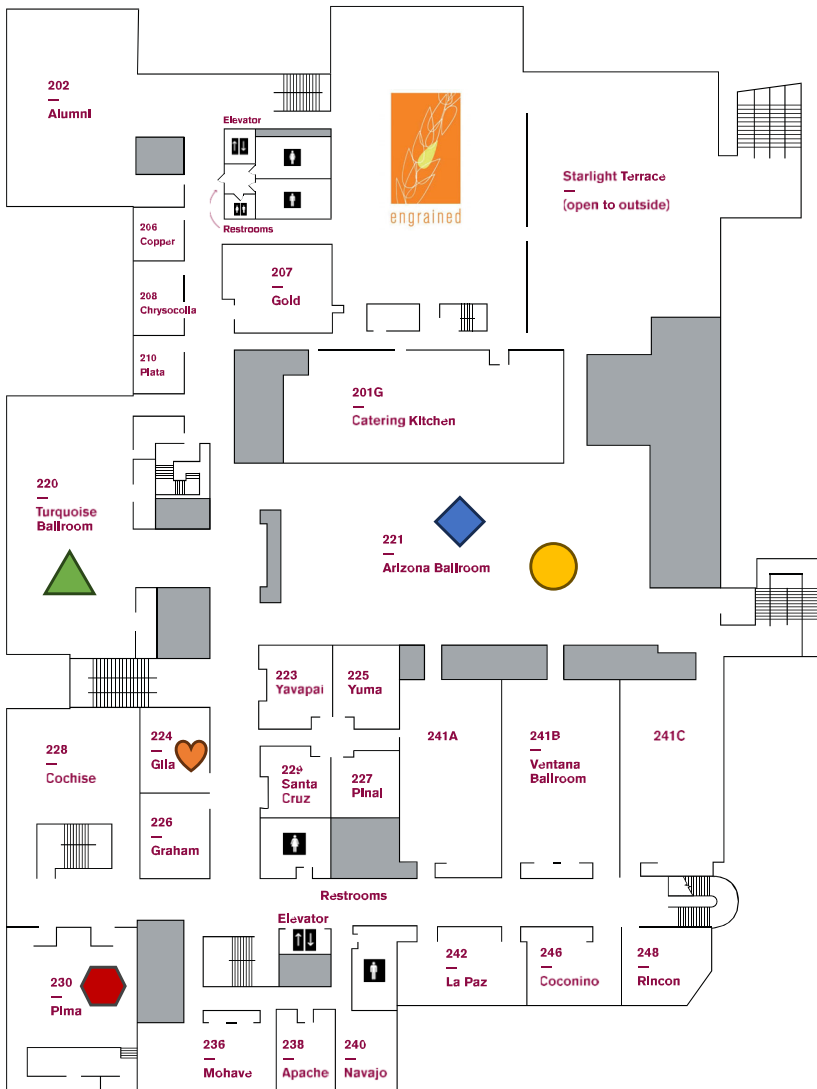 202
Alumni
Elevator
engrained
Starlight Terrace
(open to outside)
Restrooms
206
Copper
207
Gold
208
Chrysocolla
210
Plata
201G
Catering Kitchen
220
Turquoise
Ballroom
221
Arizona Ballroom
223
Yavapai
225
Yuma
224
Gila
228
Cochise
241A
241B
Ventana
Ballroom
241C
229
Santa
Cruz
227
Pinal
226
Graham
Restrooms
Elevator
230
Pima
242
La Paz
246
Coconino
248
Rincon
236
Mohave
238
Apache
240
Navajo